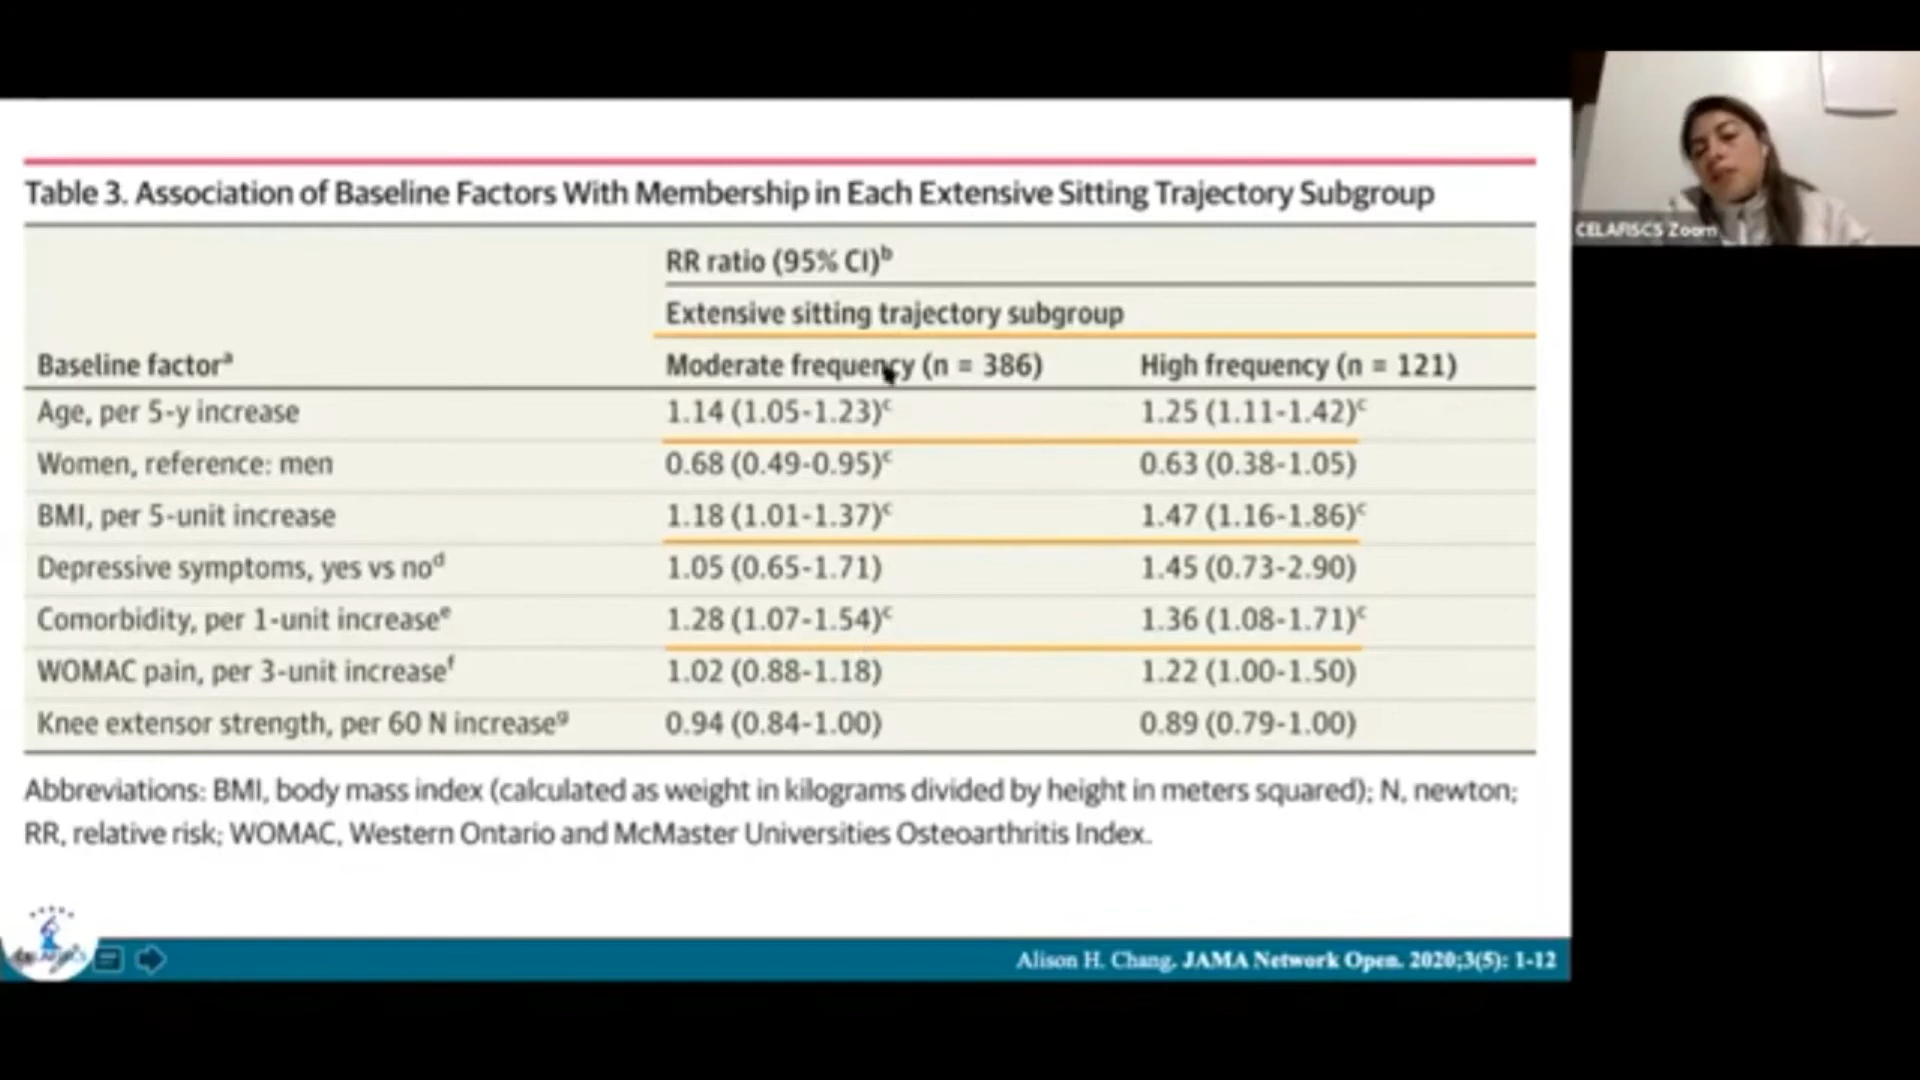 Table 3. Association of Baseline Factors With Membership in Each Extensive Sitting Trajectory Subgroup
RR ratio (95% CI)ᵇ
Extensive sitting trajectory subgroup
Baseline factorᵃ Moderate frequency (n = 386) High frequency (n = 121)
Age, per 5-y increase 1.14 (1.05-1.23)ᶜ 1.25 (1.11-1.42)ᶜ
Women, reference: men 0.68 (0.49-0.95)ᶜ 0.63 (0.38-1.05)
BMI, per 5-unit increase 1.18 (1.01-1.37)ᶜ 1.47 (1.16-1.86)ᶜ
Depressive symptoms, yes vs noᵈ 1.05 (0.65-1.71) 1.45 (0.73-2.90)
Comorbidity, per 1-unit increaseᵉ 1.28 (1.07-1.54)ᶜ 1.36 (1.08-1.71)ᶜ
WOMAC pain, per 3-unit increaseᶠ 1.02 (0.88-1.18) 1.22 (1.00-1.50)
Knee extensor strength, per 60 N increaseᵍ 0.94 (0.84-1.00) 0.89 (0.79-1.00)
Abbreviations: BMI, body mass index (calculated as weight in kilograms divided by height in meters squared); N, newton;
RR, relative risk; WOMAC, Western Ontario and McMaster Universities Osteoarthritis Index.
Alison H. Chang. JAMA Network Open. 2020;3(5): 1-12
CELAFISCS Zoom